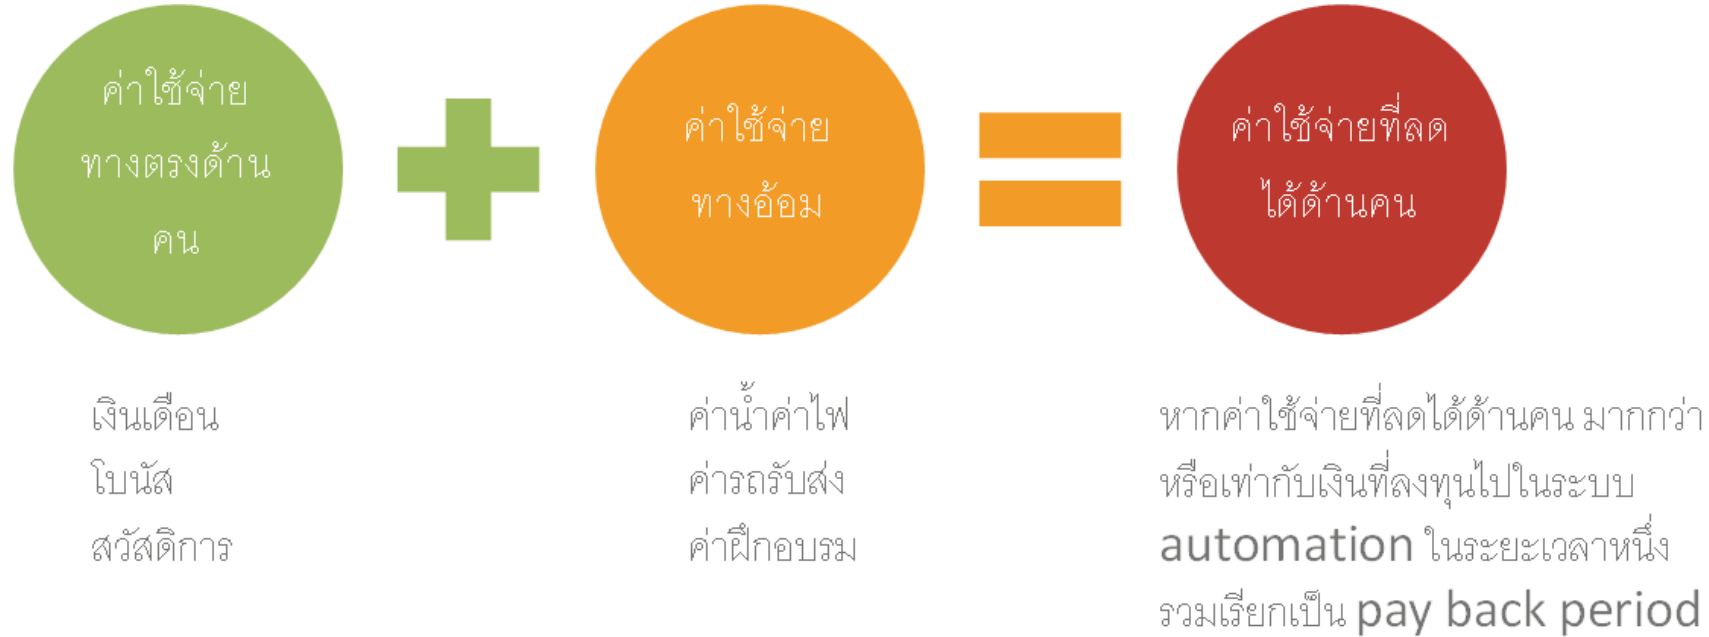 ค่าใช้จ่าย
ทางตรงด้าน
คน
ค่าใช้จ่าย
ทางอ้อม
ค่าใช้จ่ายที่ลด
ได้ด้านคน
เงินเดือน
โบนัส
สวัสดิการ
ค่าน้ำค่าไฟ
ค่ารถรับส่ง
ค่าฝึกอบรม
หากค่าใช้จ่ายที่ลดได้ด้านคน มากกว่า
หรือเท่ากับเงินที่ลงทุนไปในระบบ
automation ในระยะเวลาหนึ่ง
รวมเรียกเป็น pay back period